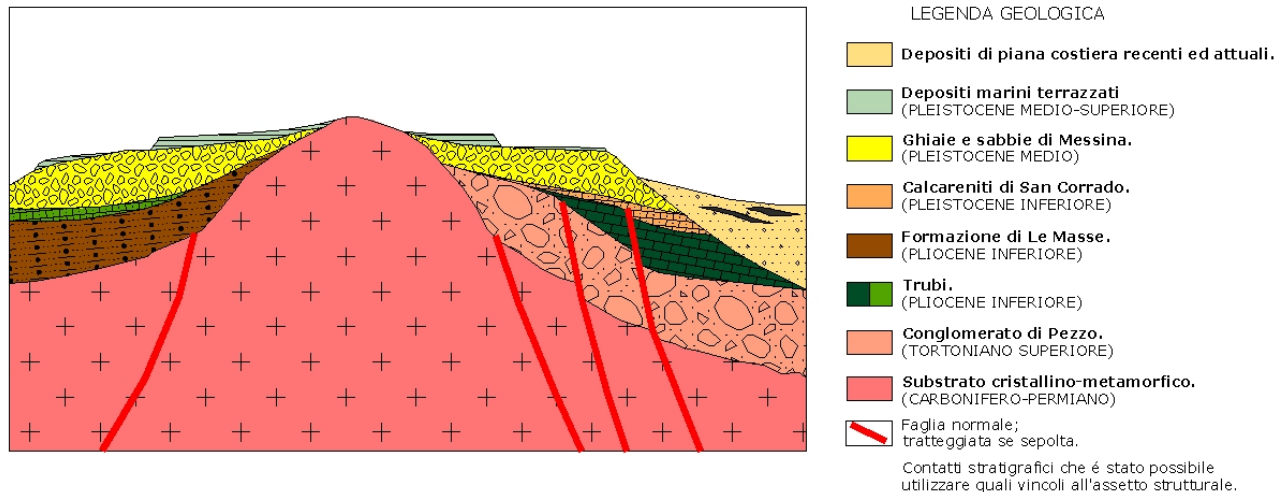 LEGENDA GEOLOGICA
Depositi di piana costiera recenti ed attuali.
Depositi marini terrazzati
(PLEISTOCENE MEDIO-SUPERIORE)
Ghiaie e sabbie di Messina.
(PLEISTOCENE MEDIO)
Calcareniti di San Corrado.
(PLEISTOCENE INFERIORE)
Formazione di Le Masse.
(PLIOCENE INFERIORE)
Trubi.
(PLIOCENE INFERIORE)
Conglomerato di Pezzo.
(TORTONIANO SUPERIORE)
Substrato cristallino-metamorfico.
(CARBONIFERO-PERMIANO)
Faglia normale;
tratteggiata se sepolta.
Contatti stratigrafici che é stato possibile
utilizzare quali vincoli all'assetto strutturale.